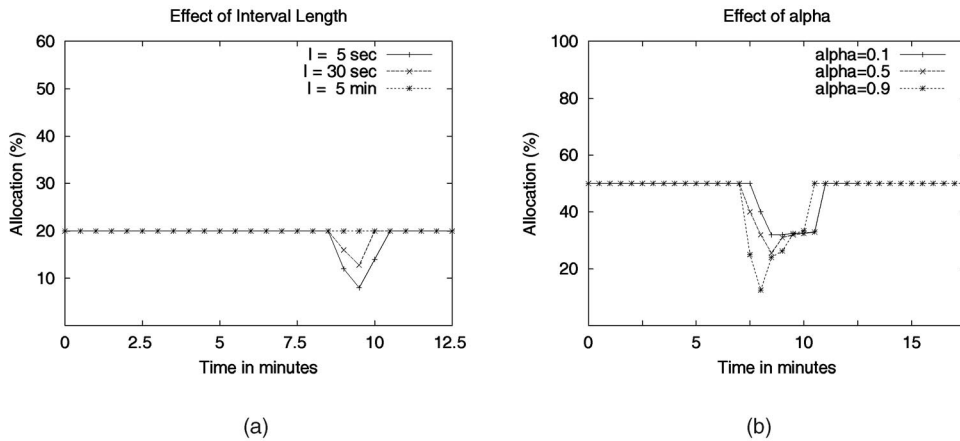 Effect of Interval Length
60
50
40
30
20
10
Allocation (%)
I = 5 sec
I = 30 sec
I = 5 min
0
2.5
5
7.5
10
12.5
Time in minutes
(a)
Effect of alpha
100
80
60
40
20
Allocation (%)
alpha=0.1
alpha=0.5
alpha=0.9
0
5
10
15
Time in minutes
(b)